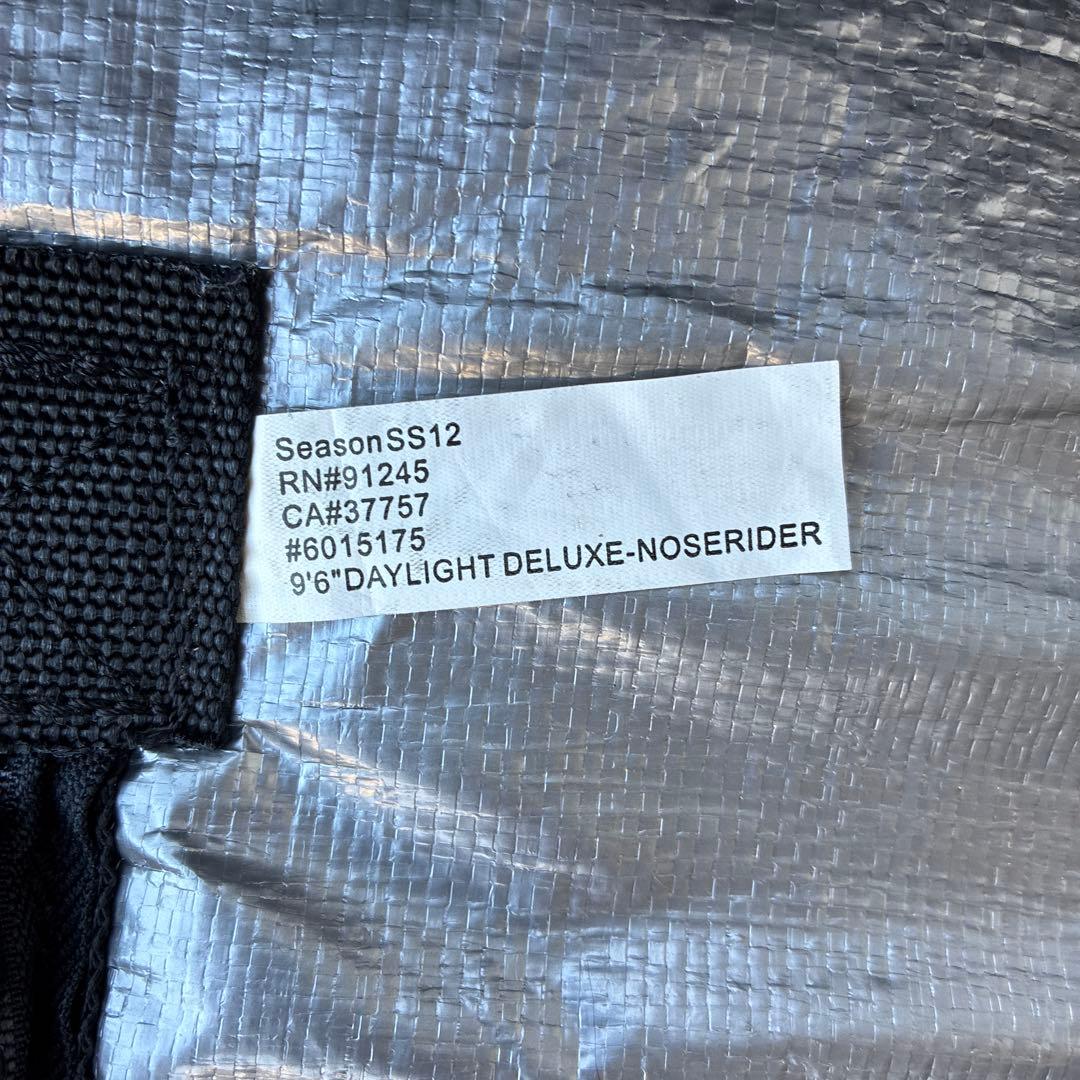 Season SS12
RN#91245
CA#37757
#6015175
9'6"DAYLIGHT DELUXE-NOSERIDER